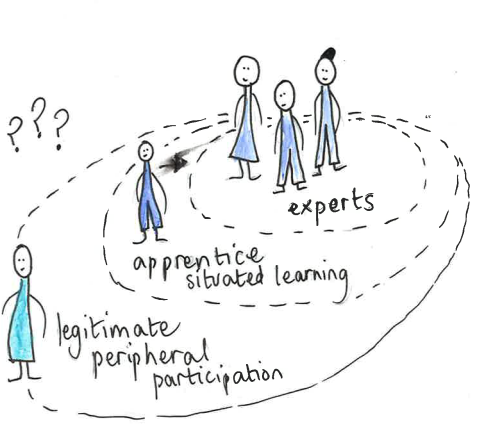 ???
experts
apprentice
situated learning
legitimate
peripheral
participation